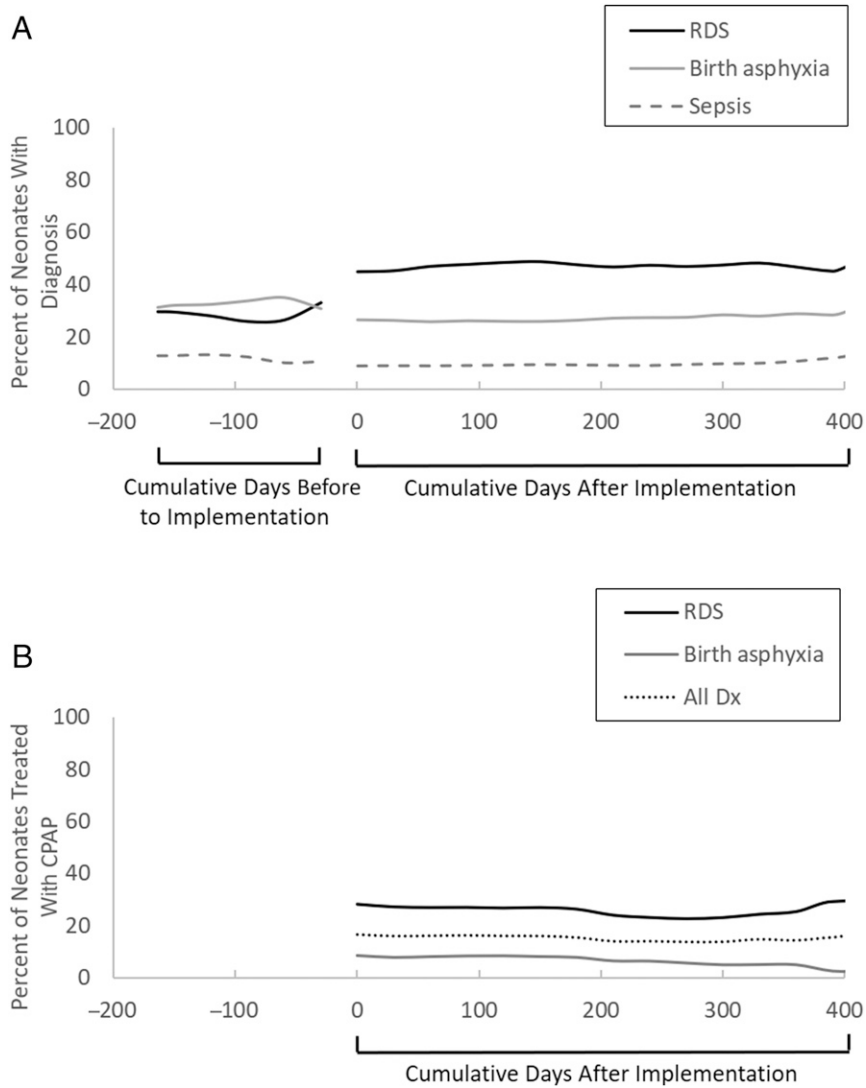 A
RDS
Birth asphyxia
Sepsis
Percent of Neonates With
Diagnosis
100
80
60
40
20
0
–200
–100
0
100
200
300
400
Cumulative Days Before
to Implementation
Cumulative Days After Implementation
B
RDS
Birth asphyxia
All Dx
Percent of Neonates Treated
With CPAP
100
80
60
40
20
0
–200
–100
0
100
200
300
400
Cumulative Days After Implementation